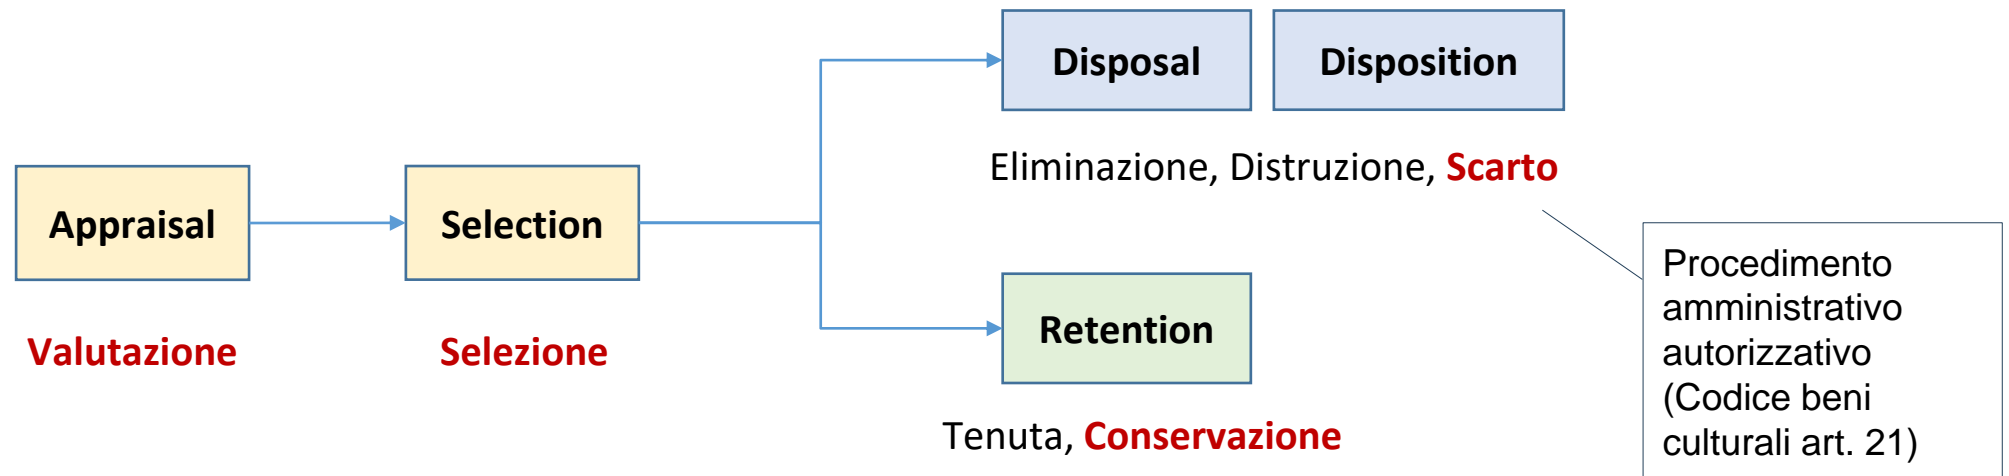 Disposal
Disposition
Eliminazione, Distruzione, Scarto
Appraisal
Selection
Valutazione
Selezione
Retention
Tenuta, Conservazione
Procedimento
amministrativo
autorizzativo
(Codice beni
culturali art. 21)